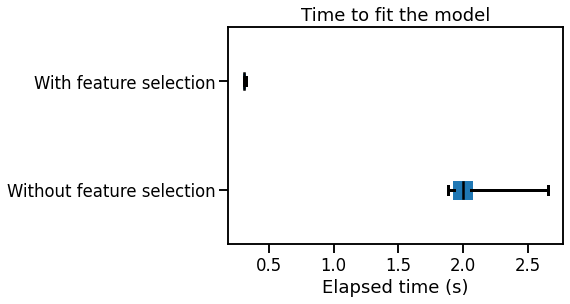 Time to fit the model
With feature selection
Without feature selection
0.5 1.0 1.5 2.0 2.5
Elapsed time (s)